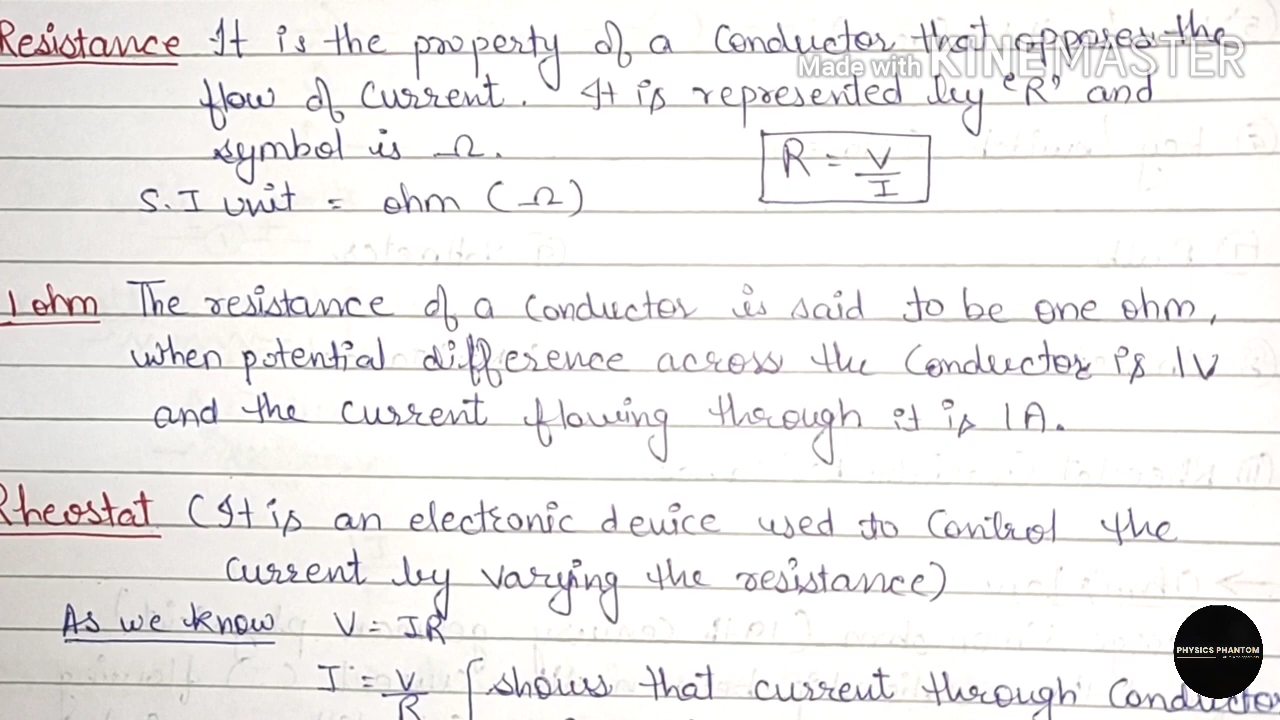 Resistance It is the property of a conductor that opposes the
Made with KINEMASTER
flow of current. It is represented by 'R' and
symbol is Ω.
R = V/I
S.I unit = ohm (Ω)
1 ohm The resistance of a conductor is said to be one ohm,
when potential difference across the conductor is 1V
and the current flowing through it is 1A.
Rheostat (It is an electronic device used to control the
current by varying the resistance)
As we know V = IR
I = V/R [shows that current through conductor
PHYSICS PHANTOM